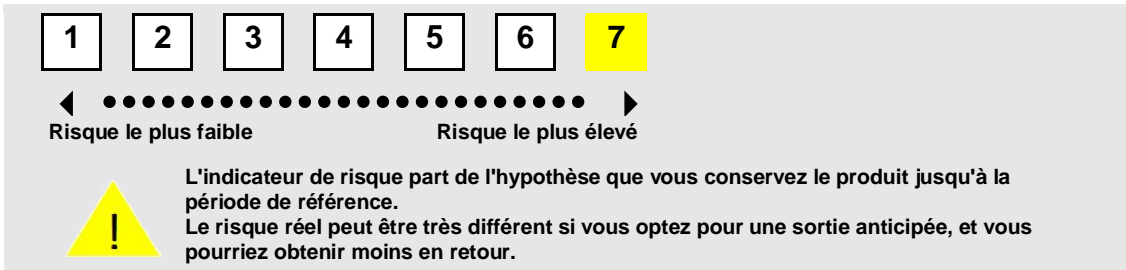 1 2 3 4 5 6 7
Risque le plus faible Risque le plus élevé
L'indicateur de risque part de l'hypothèse que vous conservez le produit jusqu'à la
période de référence.
Le risque réel peut être très différent si vous optez pour une sortie anticipée, et vous
pourriez obtenir moins en retour.
!